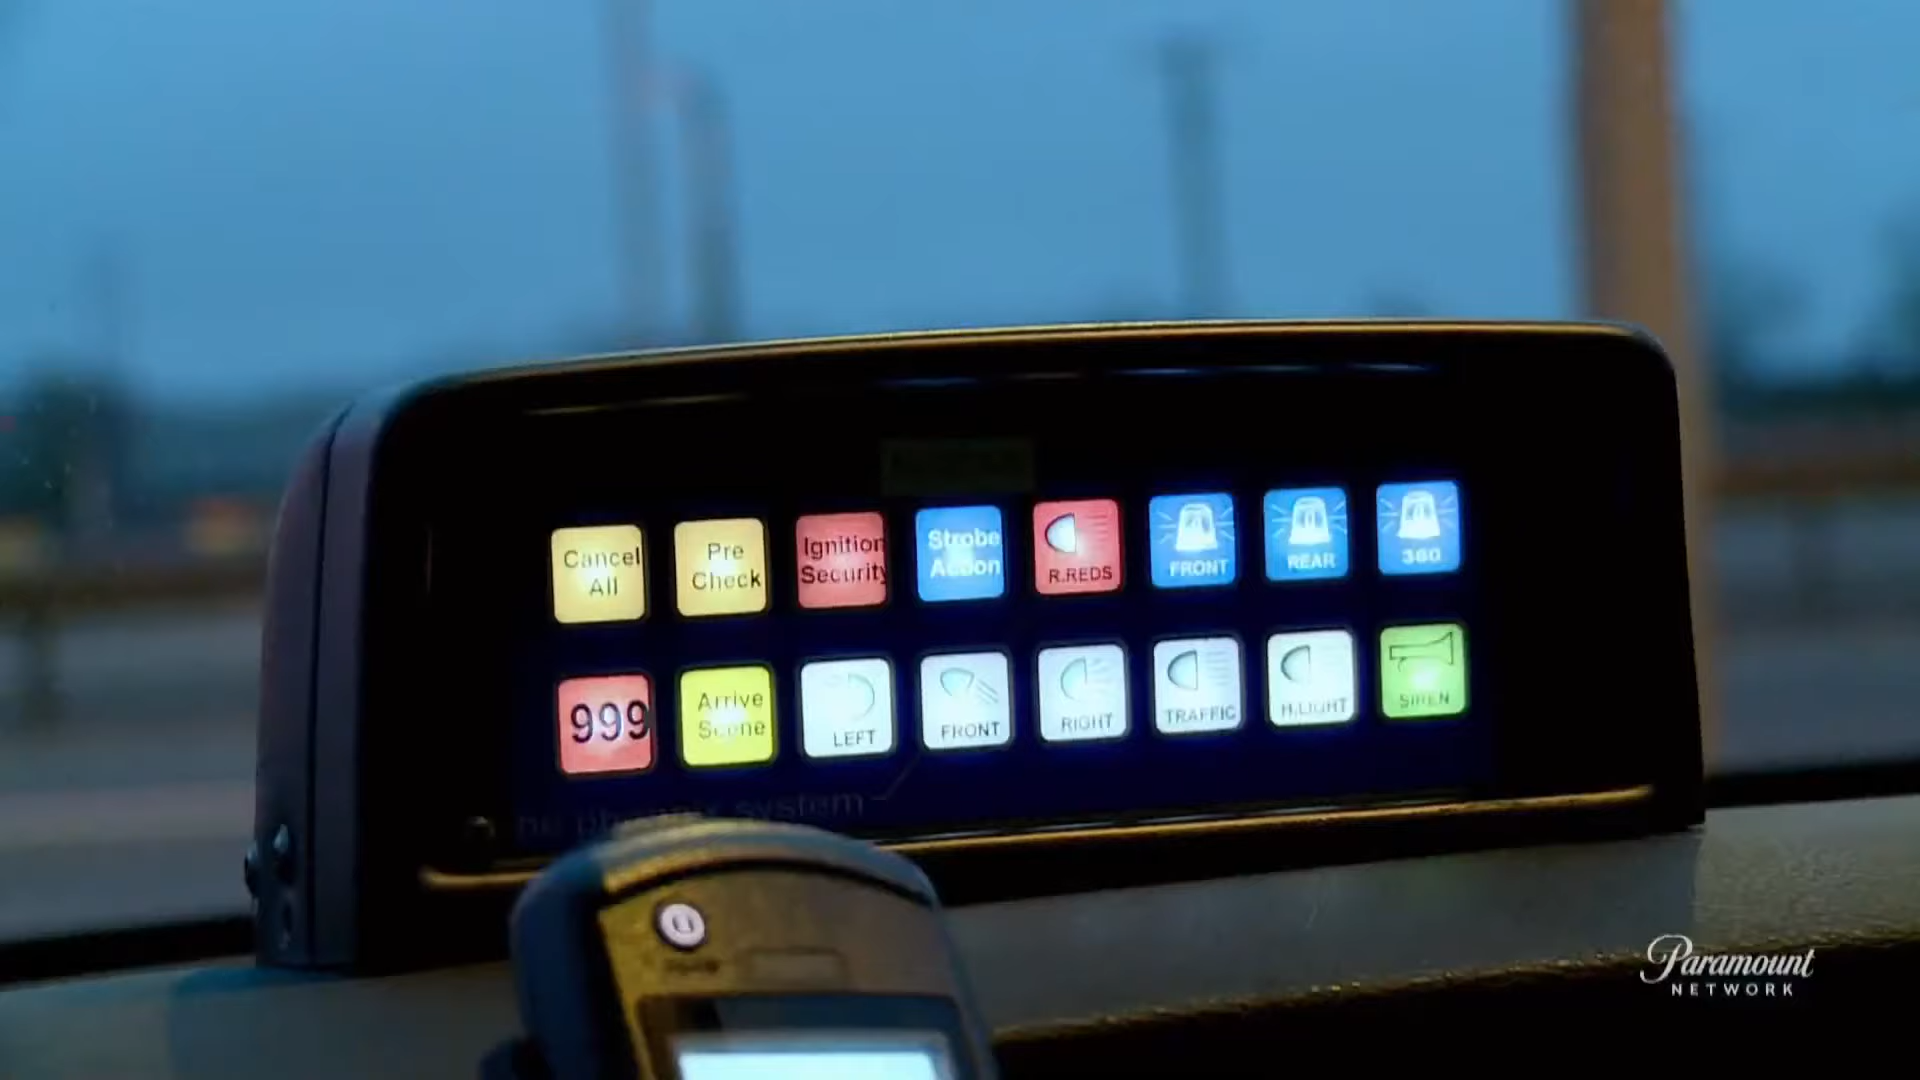 Cancel
All
Pre
Check
Ignition
Security
Strobe
Action
R.REDS
FRONT
REAR
360
999
Arrive
Scene
LEFT
FRONT
RIGHT
TRAFFIC
H.LIGHT
SIREN
system
Paramount
NETWORK